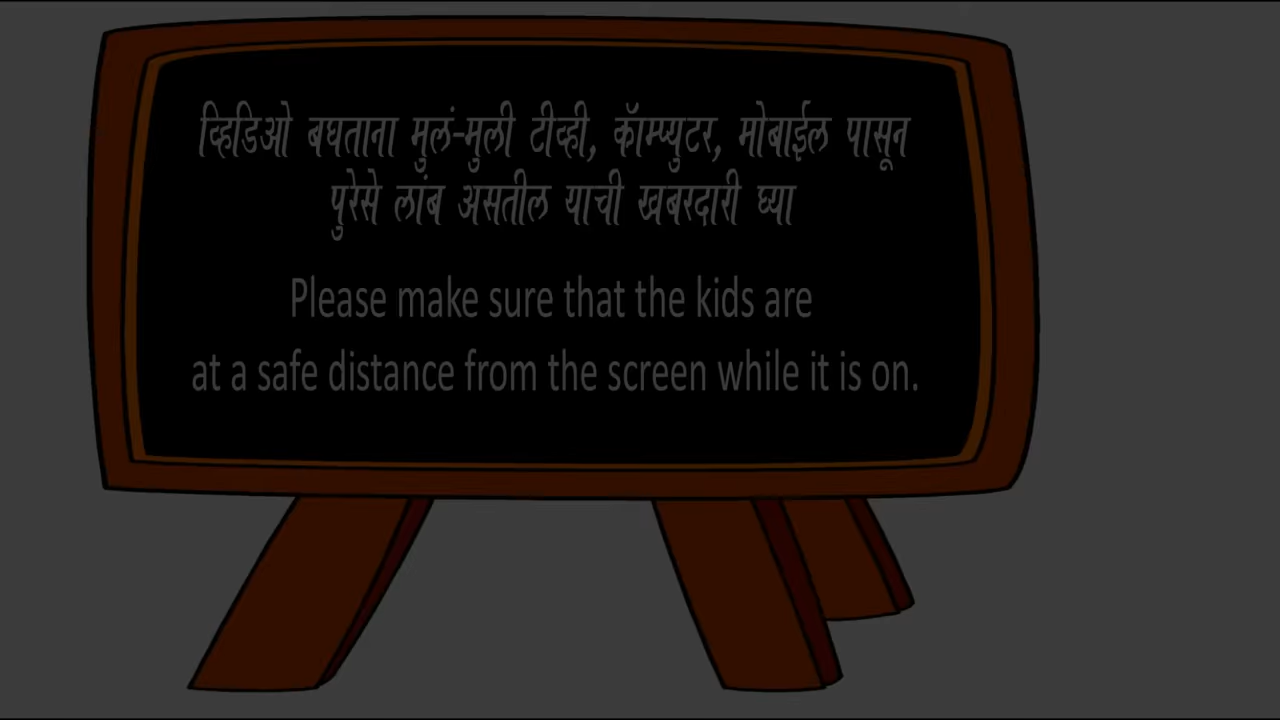 व्हिडिओ बघताना मुलं-मुली टीव्ही, कॉम्प्युटर, मोबाईल पासून
पुरेसे लांब असतील याची खबरदारी घ्या
Please make sure that the kids are
at a safe distance from the screen while it is on.